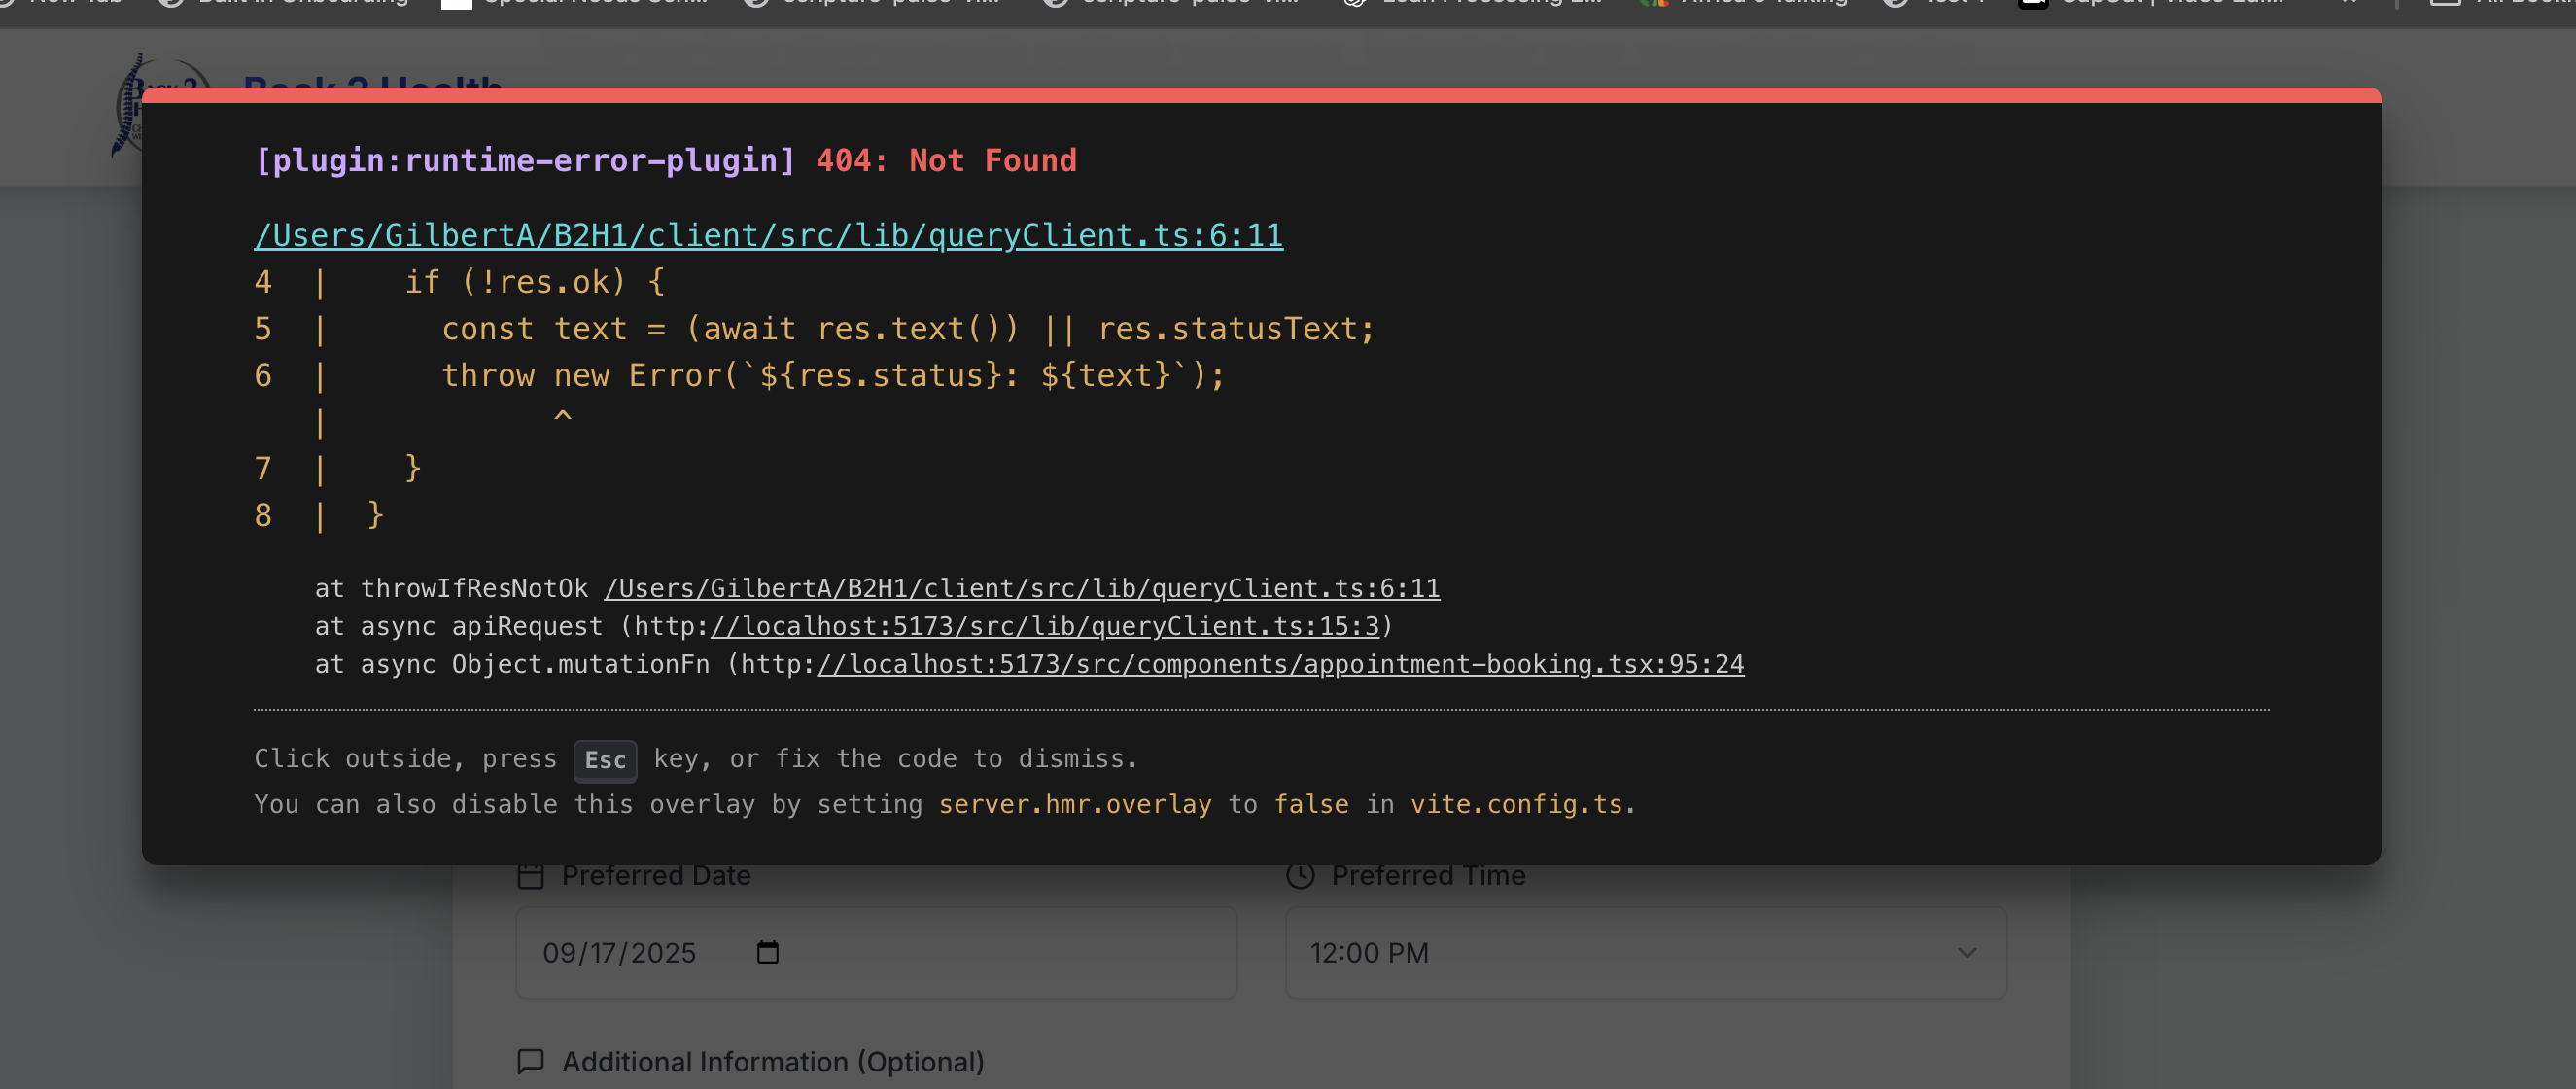 New Tab
[plugin:runtime-error-plugin] 404: Not Found
/Users/GilbertA/B2H1/client/src/lib/queryClient.ts:6:11
4 | if (!res.ok) {
5 | const text = (await res.text()) || res.statusText;
6 | throw new Error(`${res.status}: ${text}`);
| ^
7 | }
8 | }
at throwIfResNotOk /Users/GilbertA/B2H1/client/src/lib/queryClient.ts:6:11
at async apiRequest (http://localhost:5173/src/lib/queryClient.ts:15:3)
at async Object.mutationFn (http://localhost:5173/src/components/appointment-booking.tsx:95:24
Click outside, press Esc key, or fix the code to dismiss.
You can also disable this overlay by setting server.hmr.overlay to false in vite.config.ts.
Preferred Date Preferred Time
09/17/2025 12:00 PM
Additional Information (Optional)